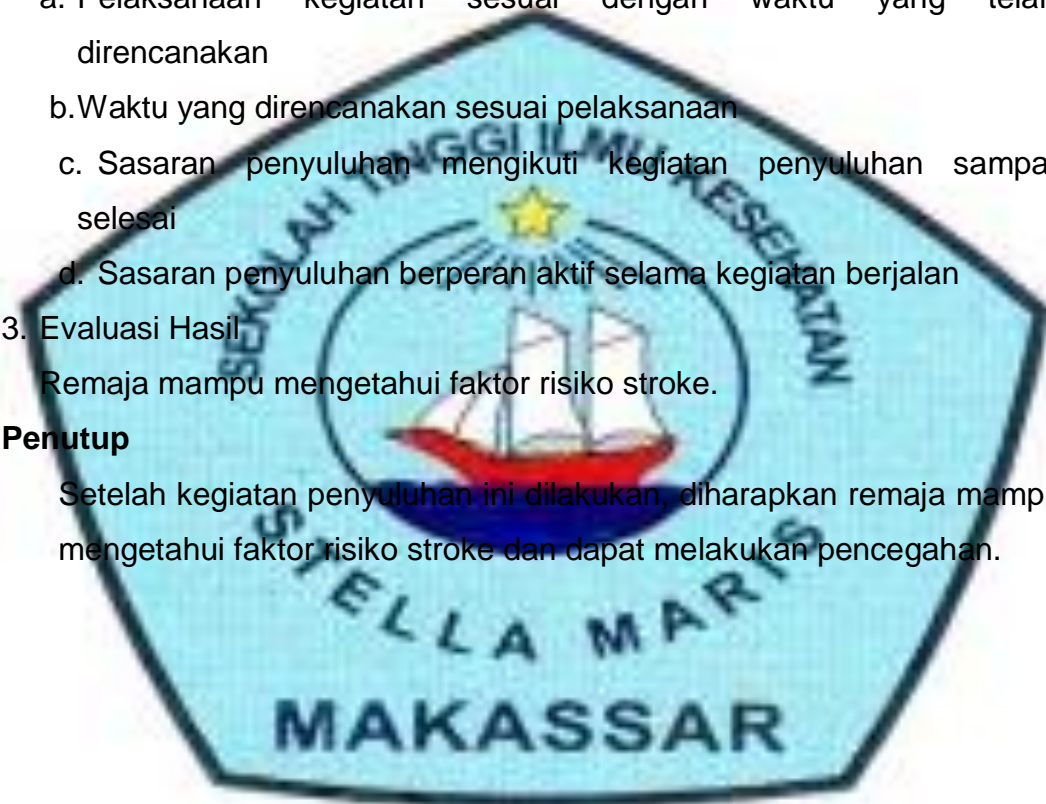 a. Pelaksanaan kegiatan sesuai dengan waktu yang telah
direncanakan
b.Waktu yang direncanakan sesuai pelaksanaan
c. Sasaran penyuluhan mengikuti kegiatan penyuluhan sampa
selesai
d. Sasaran penyuluhan berperan aktif selama kegiatan berjalan
3. Evaluasi Hasil
Remaja mampu mengetahui faktor risiko stroke.
Penutup
Setelah kegiatan penyuluhan ini dilakukan, diharapkan remaja mamp
mengetahui faktor risiko stroke dan dapat melakukan pencegahan.
SEKOLAH TINGGI ILMU KESEHATAN
STELLA MARIS
MAKASSAR